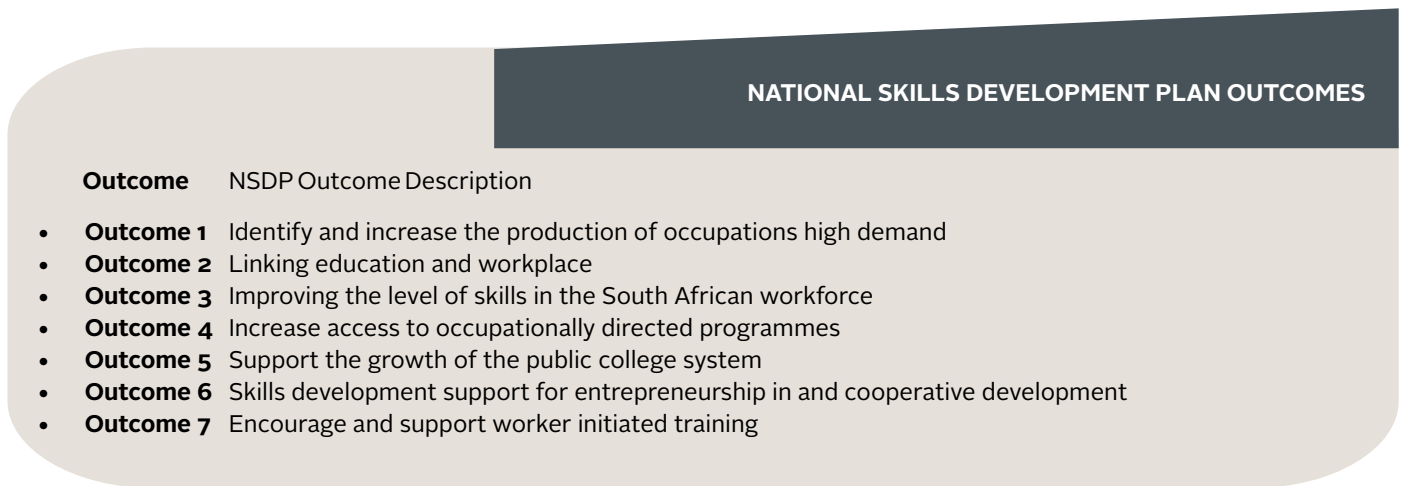 NATIONAL SKILLS DEVELOPMENT PLAN OUTCOMES
Outcome NSDP Outcome Description
• Outcome 1 Identify and increase the production of occupations high demand
• Outcome 2 Linking education and workplace
• Outcome 3 Improving the level of skills in the South African workforce
• Outcome 4 Increase access to occupationally directed programmes
• Outcome 5 Support the growth of the public college system
• Outcome 6 Skills development support for entrepreneurship in and cooperative development
• Outcome 7 Encourage and support worker initiated training